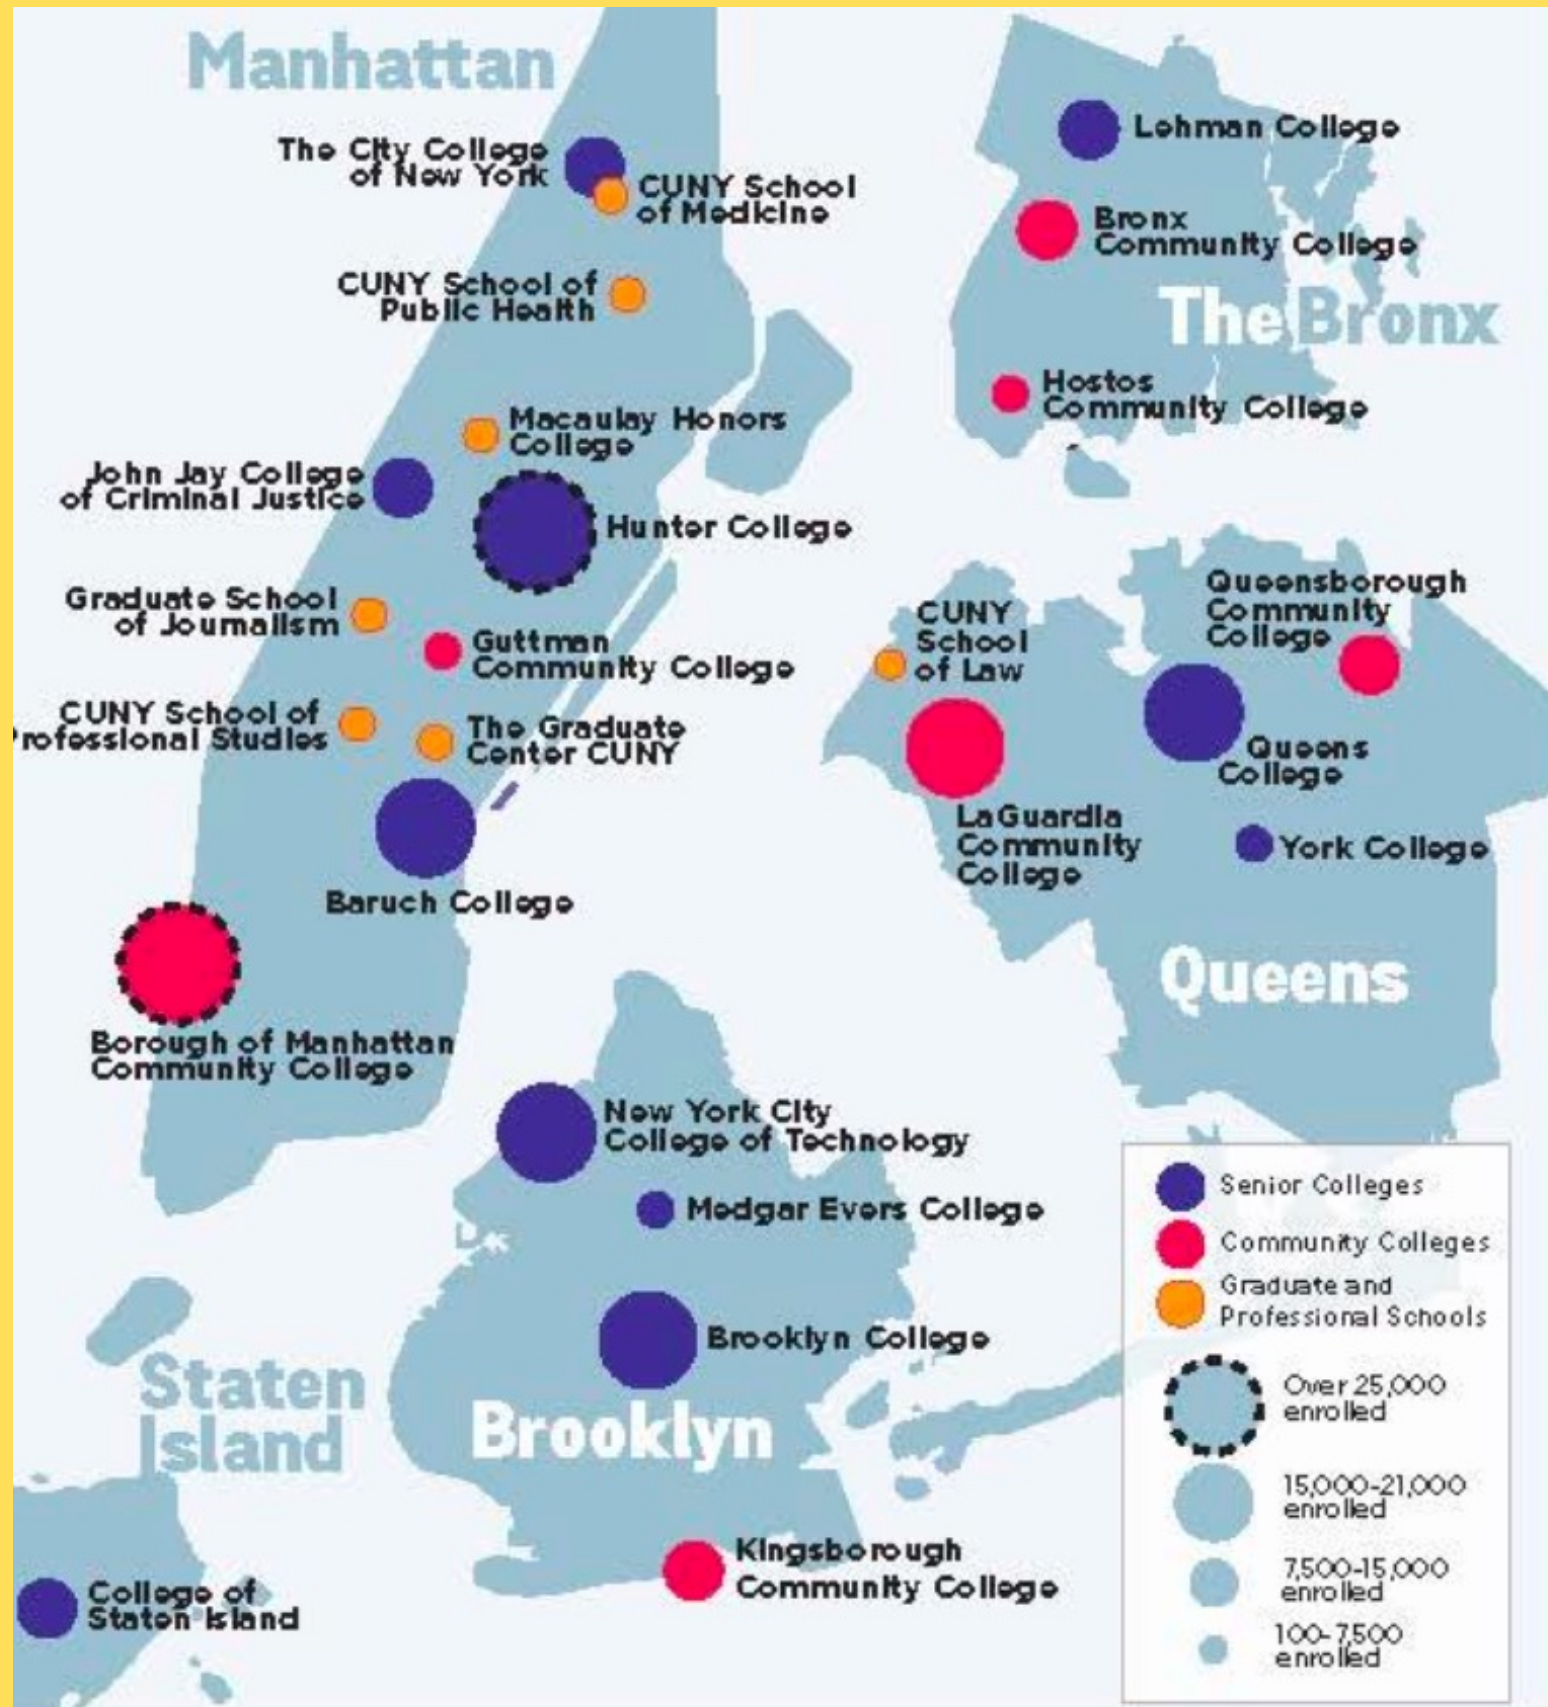 Manhattan
The City College
of New York
CUNY School
of Medicine
CUNY School of
Public Health
Macaulay Honors
College
John Jay College
of Criminal Justice
Hunter College
Graduate School
of Journalism
Guttman
Community College
CUNY School of
rofessional Studies
The Graduate
Center CUNY
Baruch College
Borough of Manhattan
Community College
Lehman College
Bronx
Community College
The Bronx
Hostos
Community College
CUNY
School
of Law
Queensborough
Community
College
Queens
College
LaGuardia
Community
College
York College
Queens
New York City
College of Technology
Medgar Evers College
Brooklyn College
Brooklyn
Kingsborough
Community College
Staten
Island
College of
Staten Island
Senior Colleges
Community Colleges
Graduate and
Professional Schools
Over 25,000
enrolled
15,000-21,000
enrolled
7,500-15,000
enrolled
100-7,500
enrolled